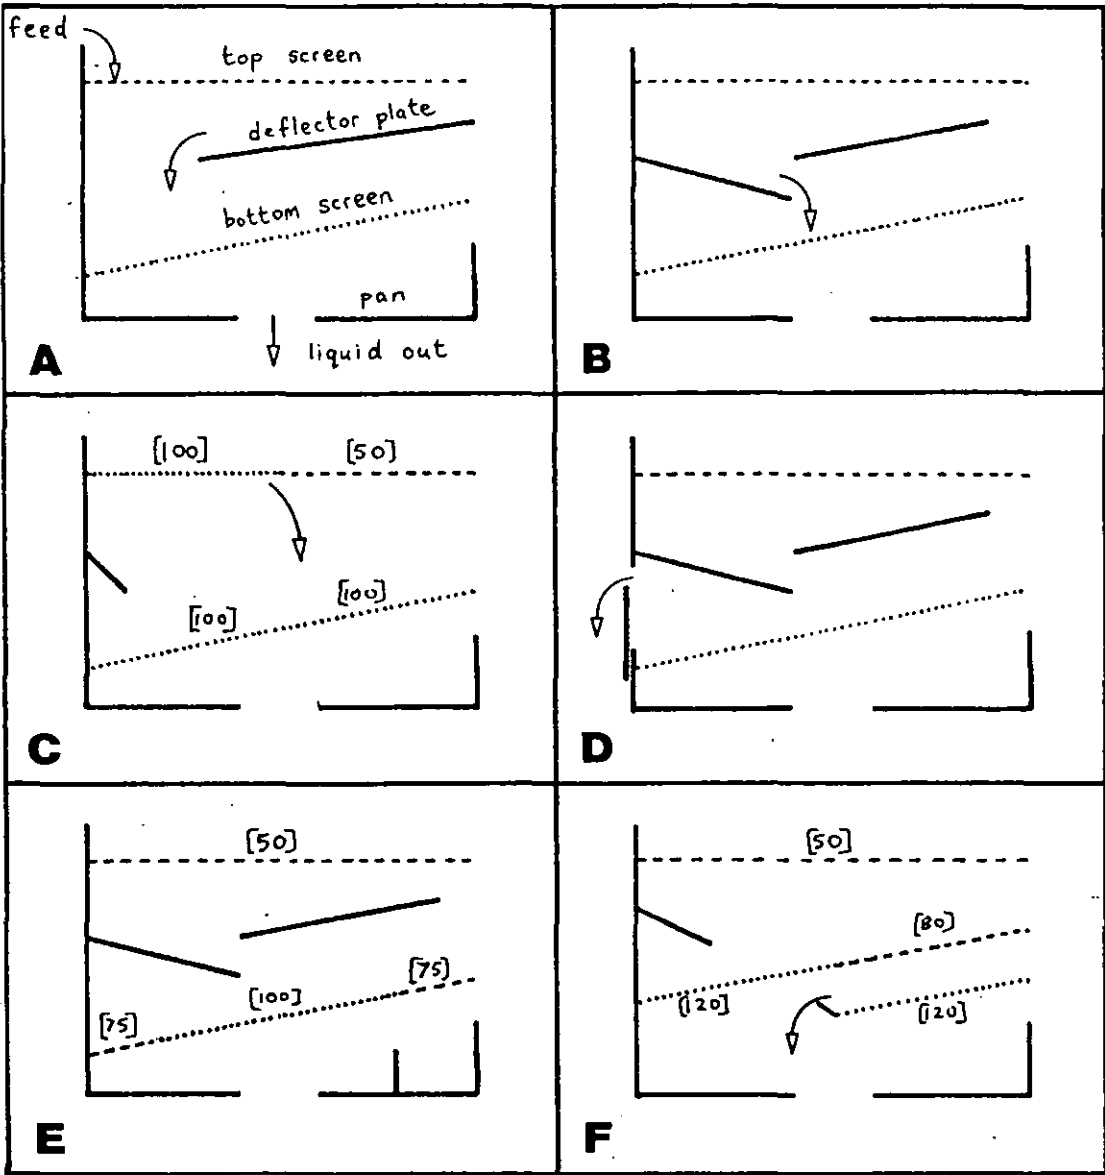 feed
top screen
deflector plate
bottom screen
pan
liquid out
A
B
[100] [50]
[100] [100]
C
D
[50]
[75] [100] [75]
E
[50]
[80]
[120] [120]
F